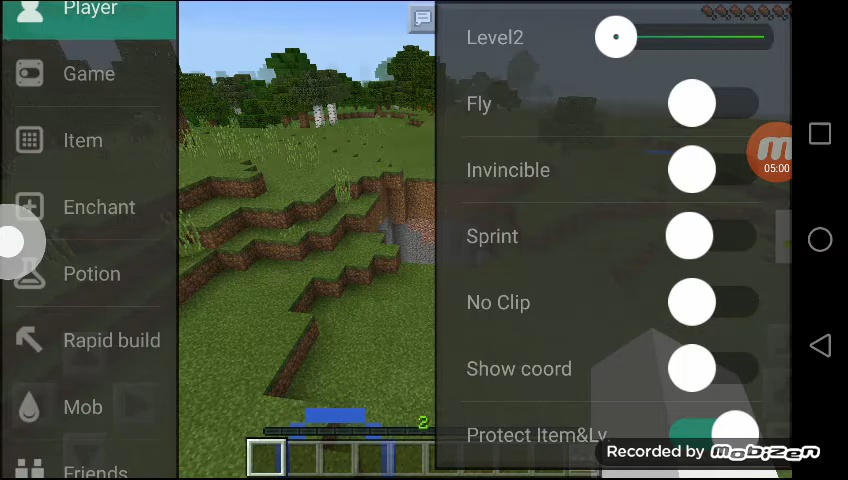 Player
Game
Item
Enchant
Potion
Rapid build
Mob
Friends
2
Level2
Fly
Invincible
Sprint
No Clip
Show coord
Protect Item&Lv.
05:00
Recorded by mobizen